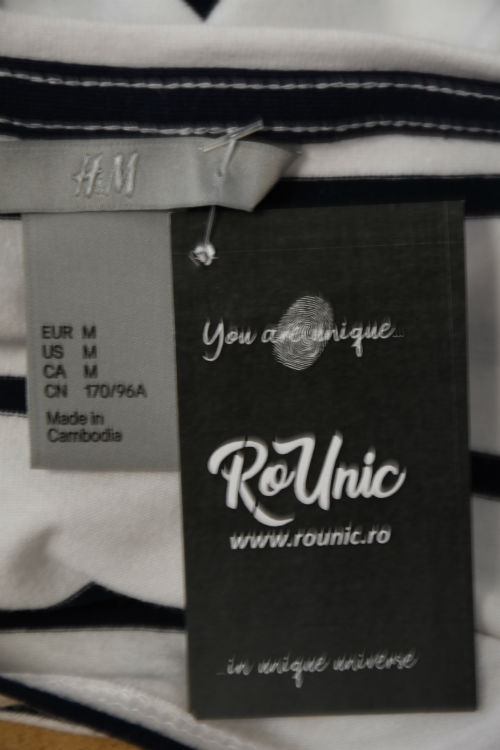 H&M
EUR M
US M
CA M
CN 170/96A
Made in
Cambodia
You are unique...
RoUnic
www.rounic.ro
...in unique universe